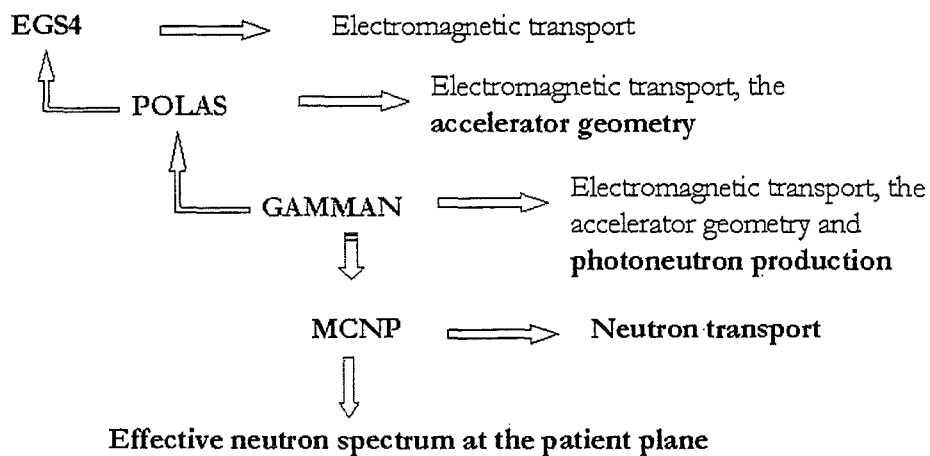 EGS4 Electromagnetic transport
POLAS Electromagnetic transport, the
accelerator geometry
GAMMAN Electromagnetic transport, the
accelerator geometry and
photoneutron production
MCNP Neutron transport
Effective neutron spectrum at the patient plane